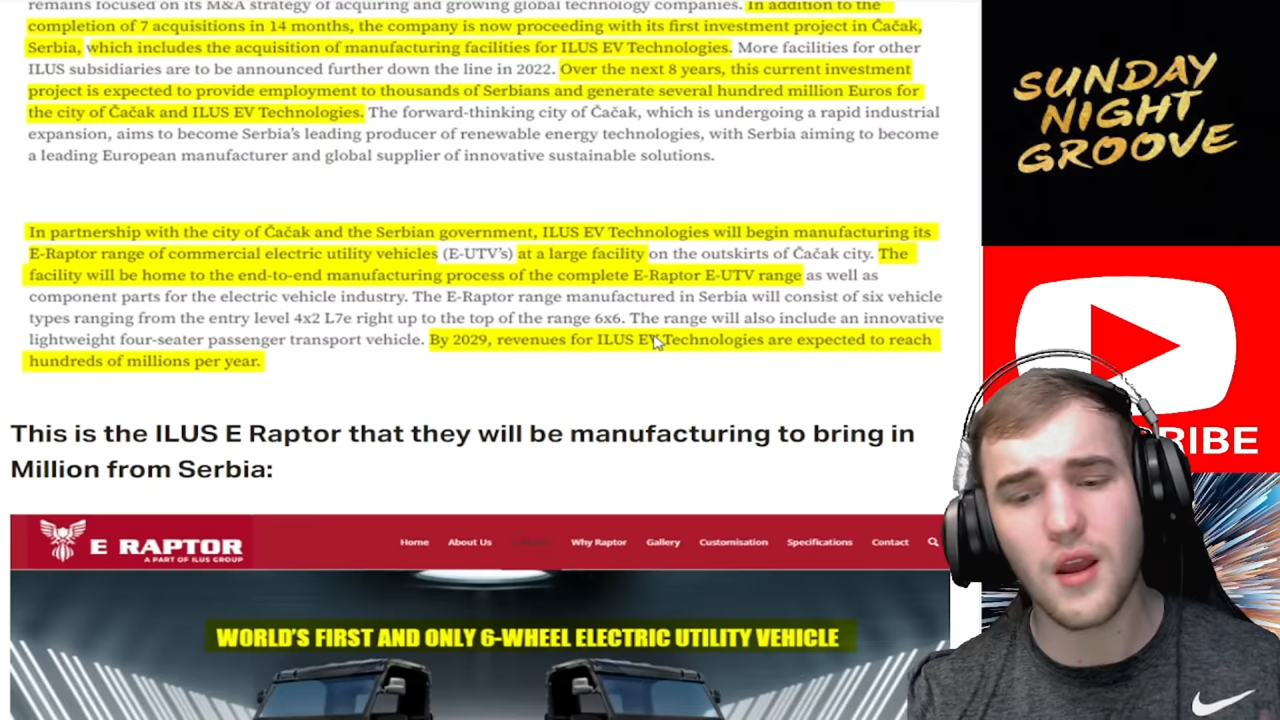 remains focused on its M&A strategy of acquiring and growing global technology companies. In addition to the
completion of 7 acquisitions in 14 months, the company is now proceeding with its first investment project in Čačak,
Serbia, which includes the acquisition of manufacturing facilities for ILUS EV Technologies. More facilities for other
ILUS subsidiaries are to be announced further down the line in 2022. Over the next 8 years, this current investment
project is expected to provide employment to thousands of Serbians and generate several hundred million Euros for
the city of Čačak and ILUS EV Technologies. The forward-thinking city of Čačak, which is undergoing a rapid industrial
expansion, aims to become Serbia's leading producer of renewable energy technologies, with Serbia aiming to become
a leading European manufacturer and global supplier of innovative sustainable solutions.
In partnership with the city of Čačak and the Serbian government, ILUS EV Technologies will begin manufacturing its
E-Raptor range of commercial electric utility vehicles (E-UTV's) at a large facility on the outskirts of Čačak city. The
facility will be home to the end-to-end manufacturing process of the complete E-Raptor E-UTV range as well as
component parts for the electric vehicle industry. The E-Raptor range manufactured in Serbia will consist of six vehicle
types ranging from the entry level 4x2 L7e right up to the top of the range 6x6. The range will also include an innovative
lightweight four-seater passenger transport vehicle. By 2029, revenues for ILUS EV Technologies are expected to reach
hundreds of millions per year.
This is the ILUS E Raptor that they will be manufacturing to bring in
Million from Serbia:
E RAPTOR
A PART OF ILUS GROUP
Home About Us Why Raptor Gallery Customisation Specifications Contact
WORLD'S FIRST AND ONLY 6-WHEEL ELECTRIC UTILITY VEHICLE
SUNDAY
NIGHT
GROOVE
RIBE